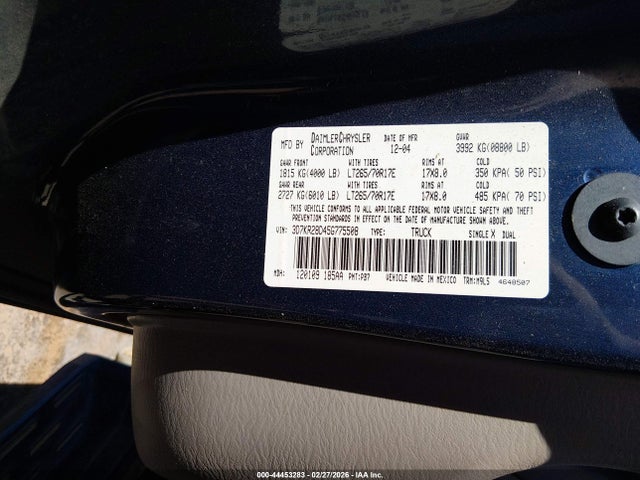 MFD BY DAIMLERCHRYSLER CORPORATION DATE OF MFR 12-04 GVWR 3992 KG(08800 LB)
GAWR FRONT WITH TIRES RIMS AT COLD
1815 KG(4000 LB) LT265/70R17E 17X8.0 350 KPA( 50 PSI)
GAWR REAR WITH TIRES RIMS AT COLD
2727 KG(6010 LB) LT265/70R17E 17X8.0 485 KPA( 70 PSI)
THIS VEHICLE CONFORMS TO ALL APPLICABLE FEDERAL MOTOR VEHICLE SAFETY AND THEFT
PREVENTION STANDARDS IN EFFECT ON THE DATE OF MANUFACTURE SHOWN ABOVE.
VIN: 3D7KR28D45G775508 TYPE: TRUCK SINGLE X DUAL
MDH: 120109 185AA PNT:PB7 VEHICLE MADE IN MEXICO TRM:M9L5 4648507
000-44453283 - 02/27/2026 - IAA Inc.